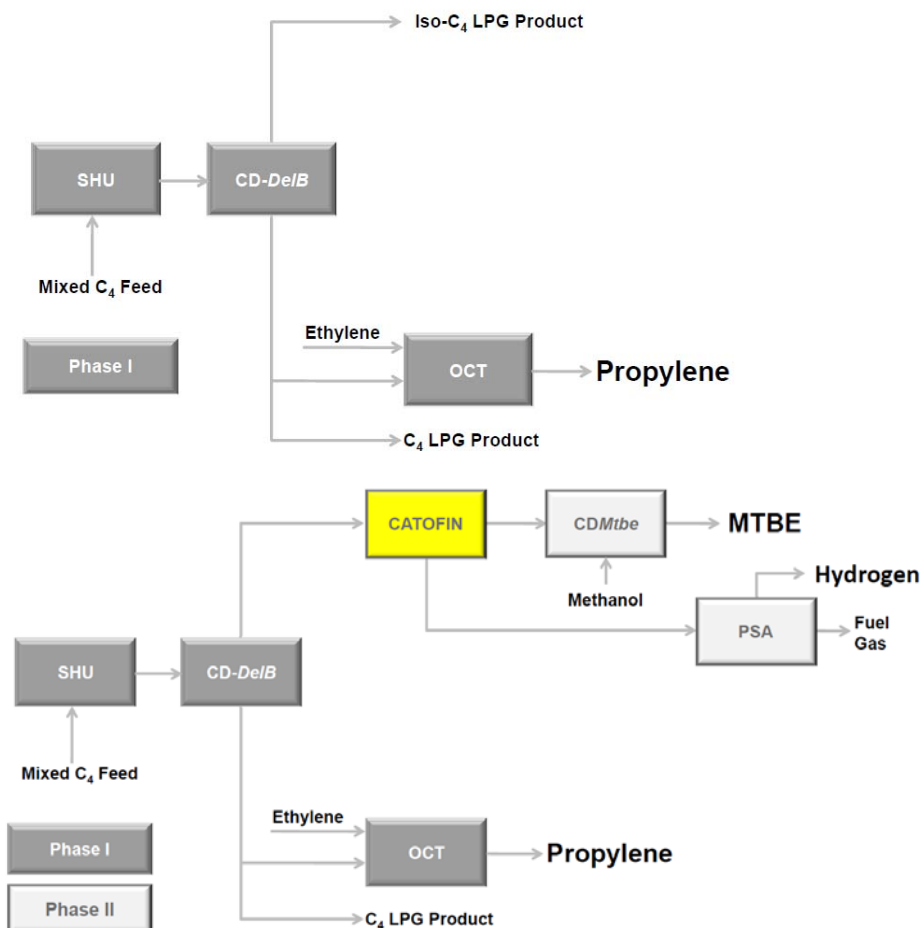 Iso-C₄ LPG Product
SHU
CD-DelB
Mixed C₄ Feed
Ethylene
Phase I
OCT
Propylene
C₄ LPG Product
CATOFIN
CDMtbe
MTBE
Methanol
Hydrogen
PSA
Fuel
Gas
SHU
CD-DelB
Mixed C₄ Feed
Ethylene
Phase I
OCT
Propylene
Phase II
C₄ LPG Product